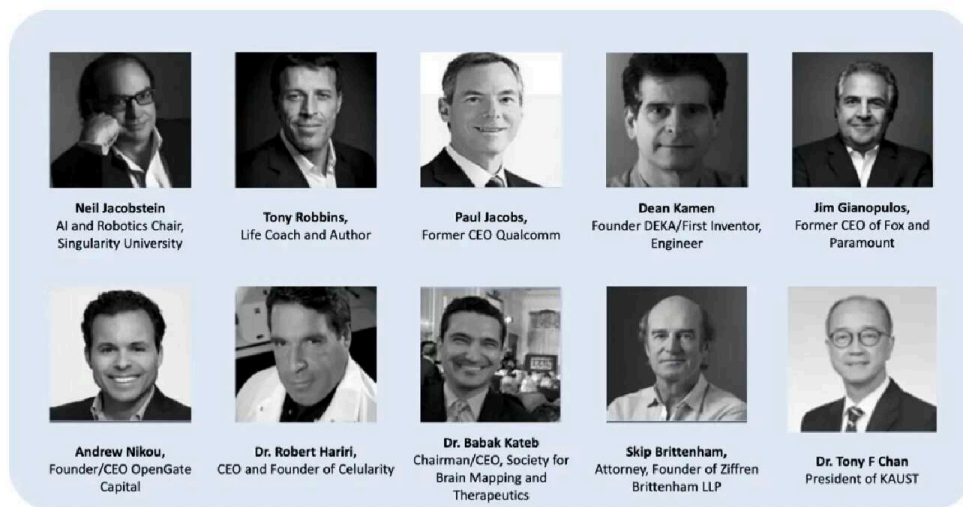 Neil Jacobstein
AI and Robotics Chair,
Singularity University
Tony Robbins,
Life Coach and Author
Paul Jacobs,
Former CEO Qualcomm
Dean Kamen
Founder DEKA/First Inventor,
Engineer
Jim Gianopulos,
Former CEO of Fox and
Paramount
Andrew Nikou,
Founder/CEO OpenGate
Capital
Dr. Robert Hariri,
CEO and Founder of Celularity
Dr. Babak Kateb
Chairman/CEO, Society for
Brain Mapping and
Therapeutics
Skip Brittenham,
Attorney, Founder of Ziffren
Brittenham LLP
Dr. Tony F Chan
President of KAUST